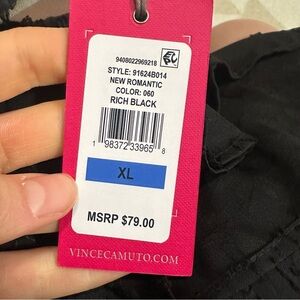 9408022969218
STYLE: 91624B014
NEW ROMANTIC
COLOR: 060
RICH BLACK
1 98372 33965 8
XL
MSRP $79.00
VINCECAMUTO.COM